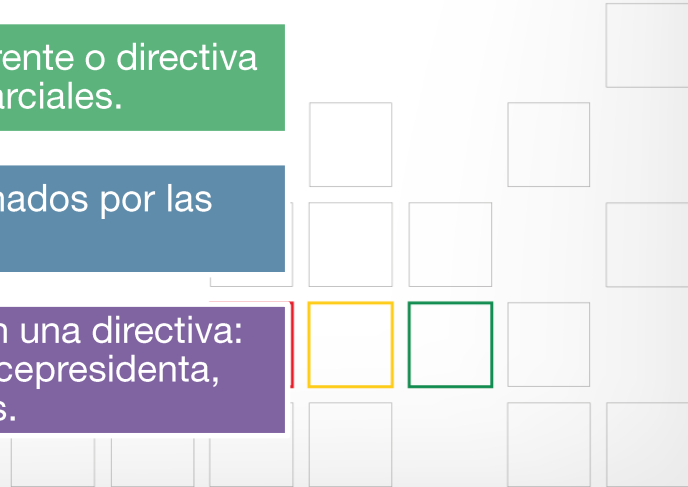 rente o directiva
arciales.
nados por las
n una directiva:
cepresidenta,
s.